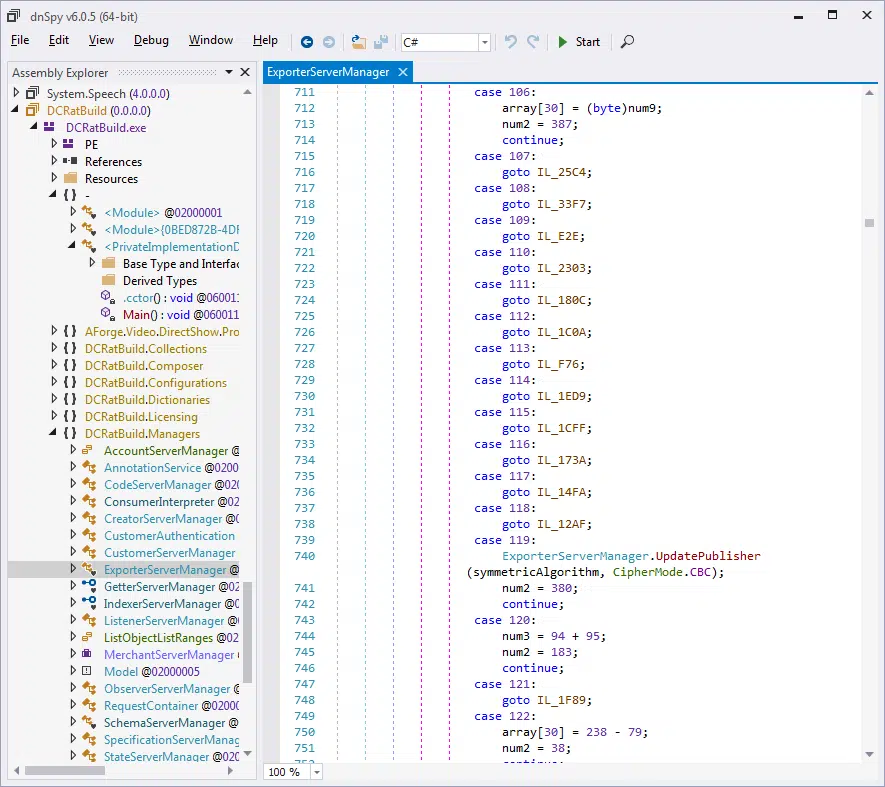 dnSpy v6.0.5 (64-bit)
File Edit View Debug Window Help C# Start
Assembly Explorer
System.Speech (4.0.0.0)
DCRatBuild (0.0.0.0)
DCRatBuild.exe
PE
References
Resources
{ } -
<Module> @02000001
<Module>{0BED872B-4DF
<PrivateImplementationD
Base Type and Interfac
Derived Types
.cctor() : void @060011
Main() : void @060011
{ } AForge.Video.DirectShow.Pro
{ } DCRatBuild.Collections
{ } DCRatBuild.Composer
{ } DCRatBuild.Configurations
{ } DCRatBuild.Dictionaries
{ } DCRatBuild.Licensing
{ } DCRatBuild.Managers
AccountServerManager @
AnnotationService @0200
CodeServerManager @020
ConsumerInterpreter @02
CreatorServerManager @0
CustomerAuthentication
CustomerServerManager
ExporterServerManager @
GetterServerManager @02
IndexerServerManager @0
ListenerServerManager @
ListObjectListRanges @02
MerchantServerManager
Model @02000005
ObserverServerManager @
RequestContainer @02000
SchemaServerManager @
SpecificationServerManag
StateServerManager @020
ExporterServerManager
711 case 106:
712 array[30] = (byte)num9;
713 num2 = 387;
714 continue;
715 case 107:
716 goto IL_25C4;
717 case 108:
718 goto IL_33F7;
719 case 109:
720 goto IL_E2E;
721 case 110:
722 goto IL_2303;
723 case 111:
724 goto IL_180C;
725 case 112:
726 goto IL_1C0A;
727 case 113:
728 goto IL_F76;
729 case 114:
730 goto IL_1ED9;
731 case 115:
732 goto IL_1CFF;
733 case 116:
734 goto IL_173A;
735 case 117:
736 goto IL_14FA;
737 case 118:
738 goto IL_12AF;
739 case 119:
740 ExporterServerManager.UpdatePublisher
(symmetricAlgorithm, CipherMode.CBC);
741 num2 = 380;
742 continue;
743 case 120:
744 num3 = 94 + 95;
745 num2 = 183;
746 continue;
747 case 121:
748 goto IL_1F89;
749 case 122:
750 array[30] = 238 - 79;
751 num2 = 38;
752 continue;
100 %